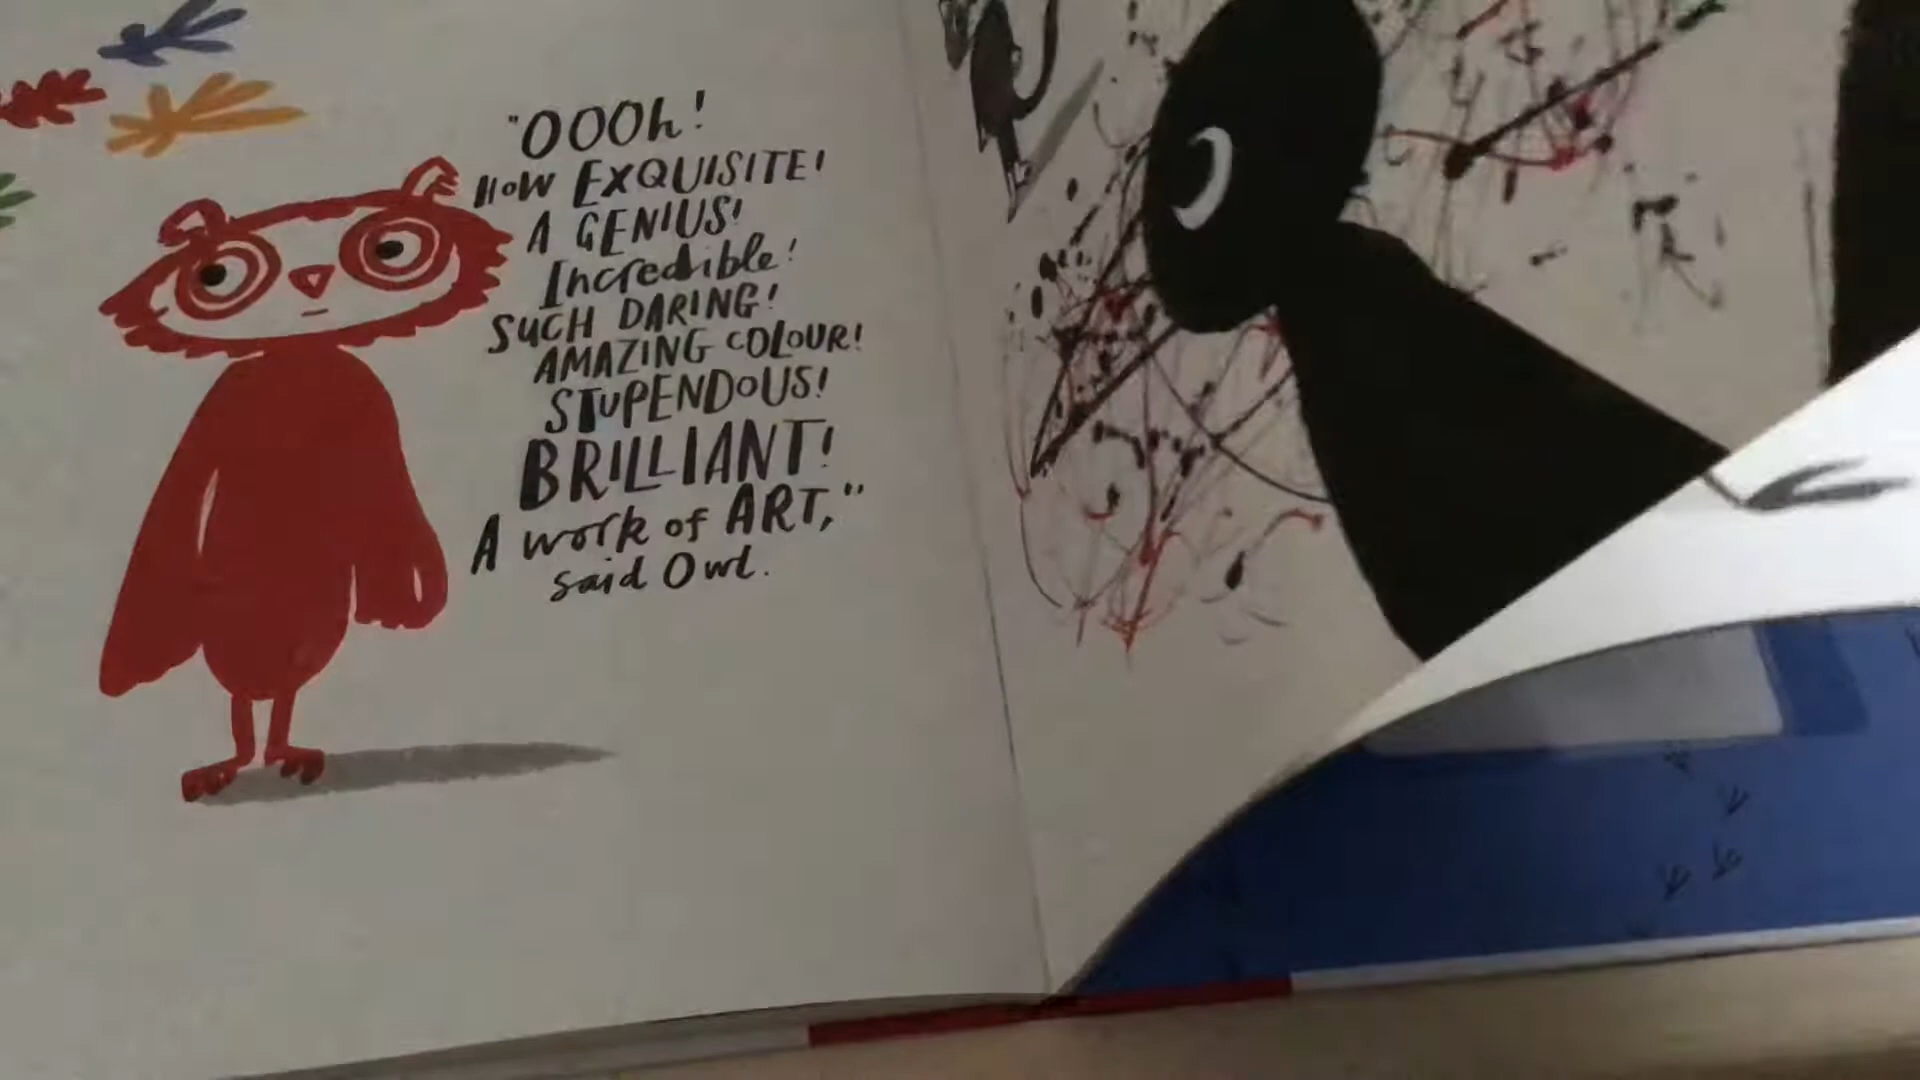 "OOOh!
HOW EXQUISITE!
A GENIUS!
Incredible!
SUCH DARING!
AMAZING COLOUR!
STUPENDOUS!
BRILLIANT!
A work of ART,"
said Owl.